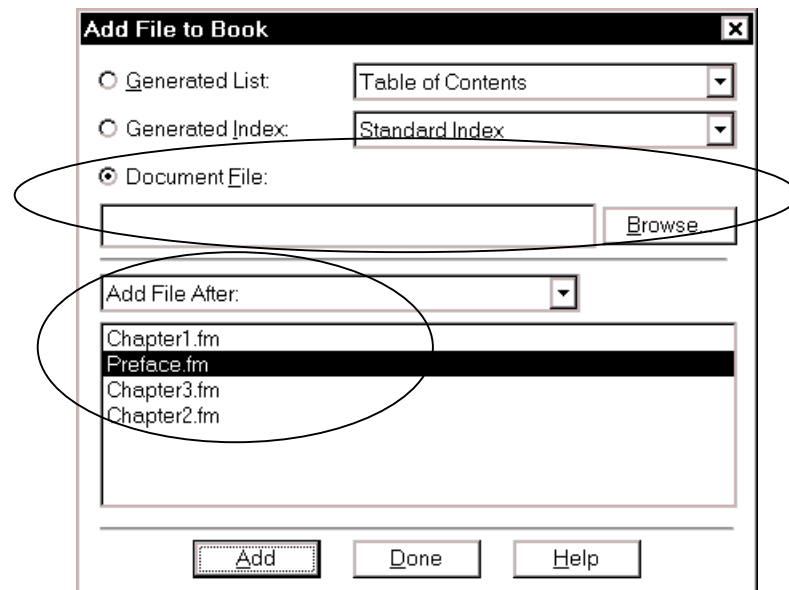 Add File to Book
Generated List: Table of Contents
Generated Index: Standard Index
Document File:
Browse...
Add File After:
Chapter1.fm
Preface.fm
Chapter3.fm
Chapter2.fm
Add Done Help